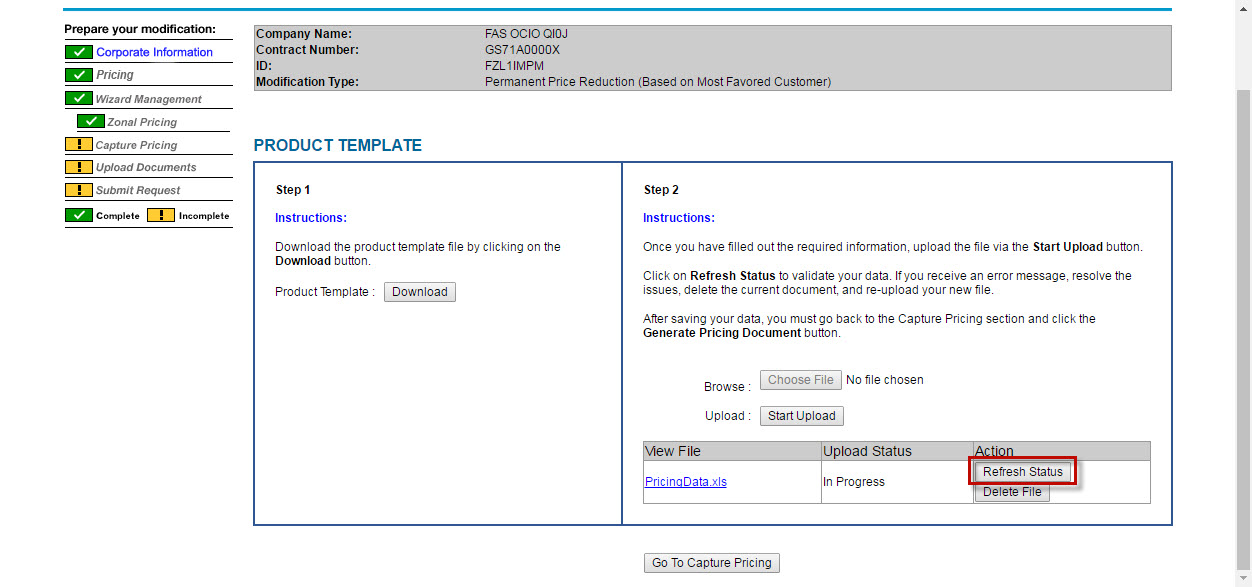 Prepare your modification:
Corporate Information
Pricing
Wizard Management
Zonal Pricing
Capture Pricing
Upload Documents
Submit Request
Complete ! Incomplete
Company Name: FAS OCIO QI0J
Contract Number: GS71A0000X
ID: FZL1IMPM
Modification Type: Permanent Price Reduction (Based on Most Favored Customer)
PRODUCT TEMPLATE
Step 1
Instructions:
Download the product template file by clicking on the
Download button.
Product Template : Download
Step 2
Instructions:
Once you have filled out the required information, upload the file via the Start Upload button.
Click on Refresh Status to validate your data. If you receive an error message, resolve the
issues, delete the current document, and re-upload your new file.
After saving your data, you must go back to the Capture Pricing section and click the
Generate Pricing Document button.
Browse : Choose File No file chosen
Upload : Start Upload
View File Upload Status Action
PricingData.xls In Progress Refresh Status
Delete File
Go To Capture Pricing